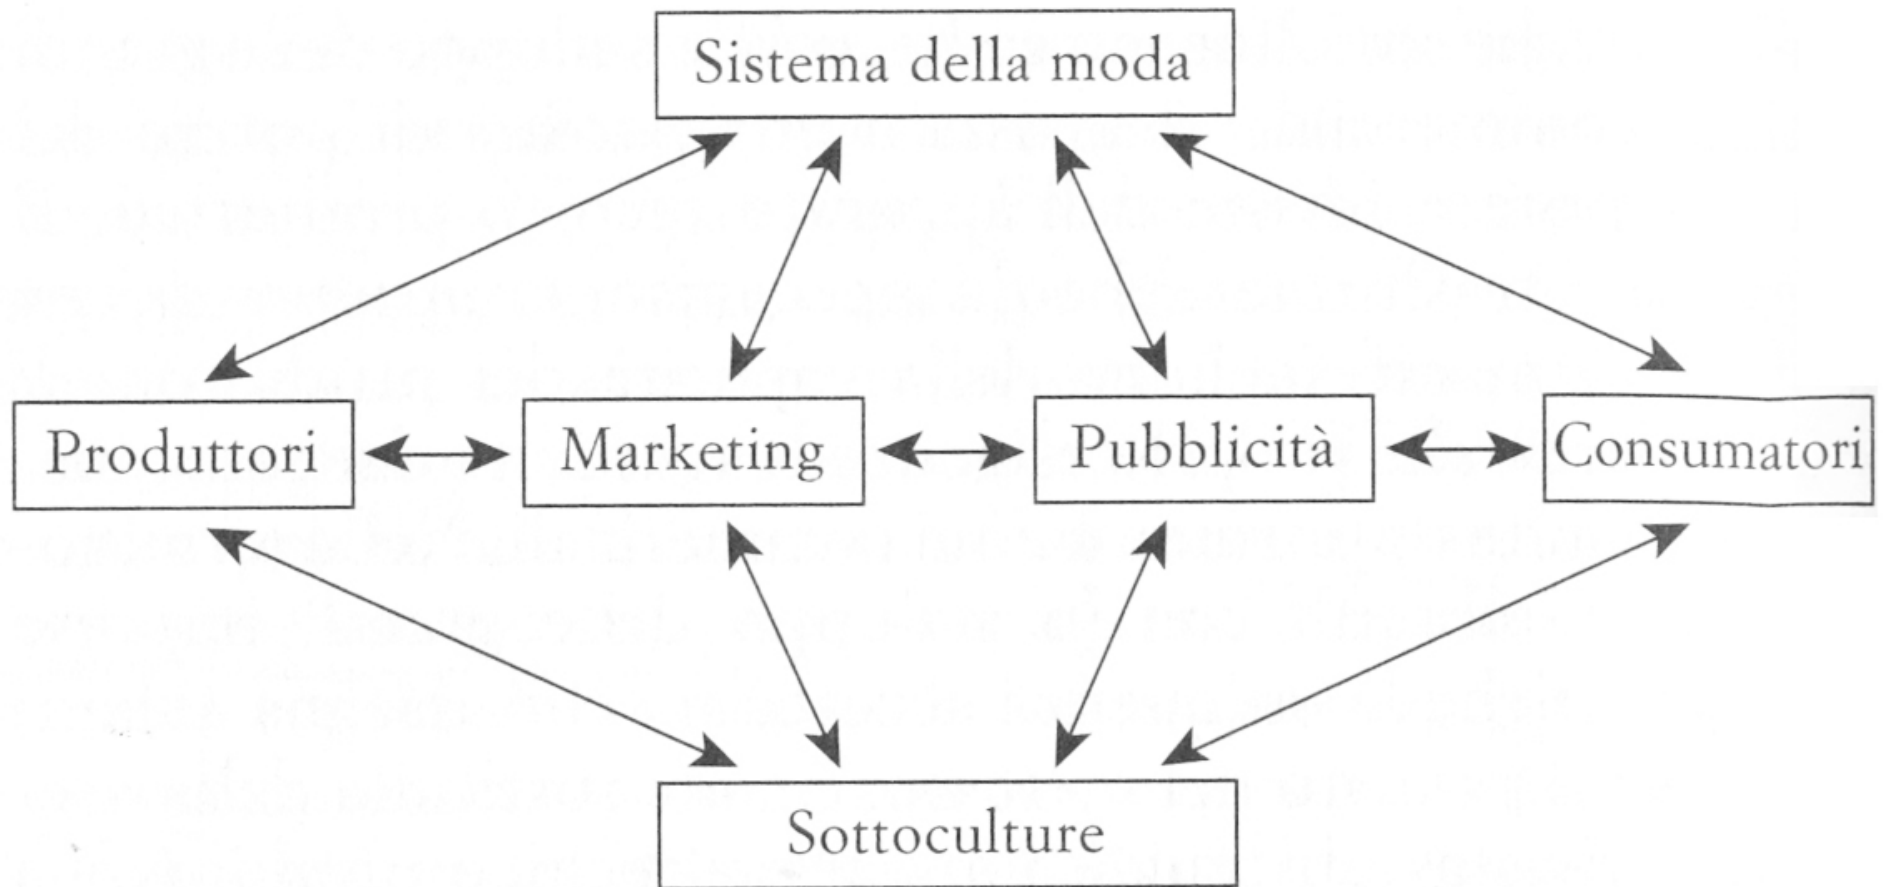 Sistema della moda
Produttori
Marketing
Pubblicità
Consumatori
Sottoculture